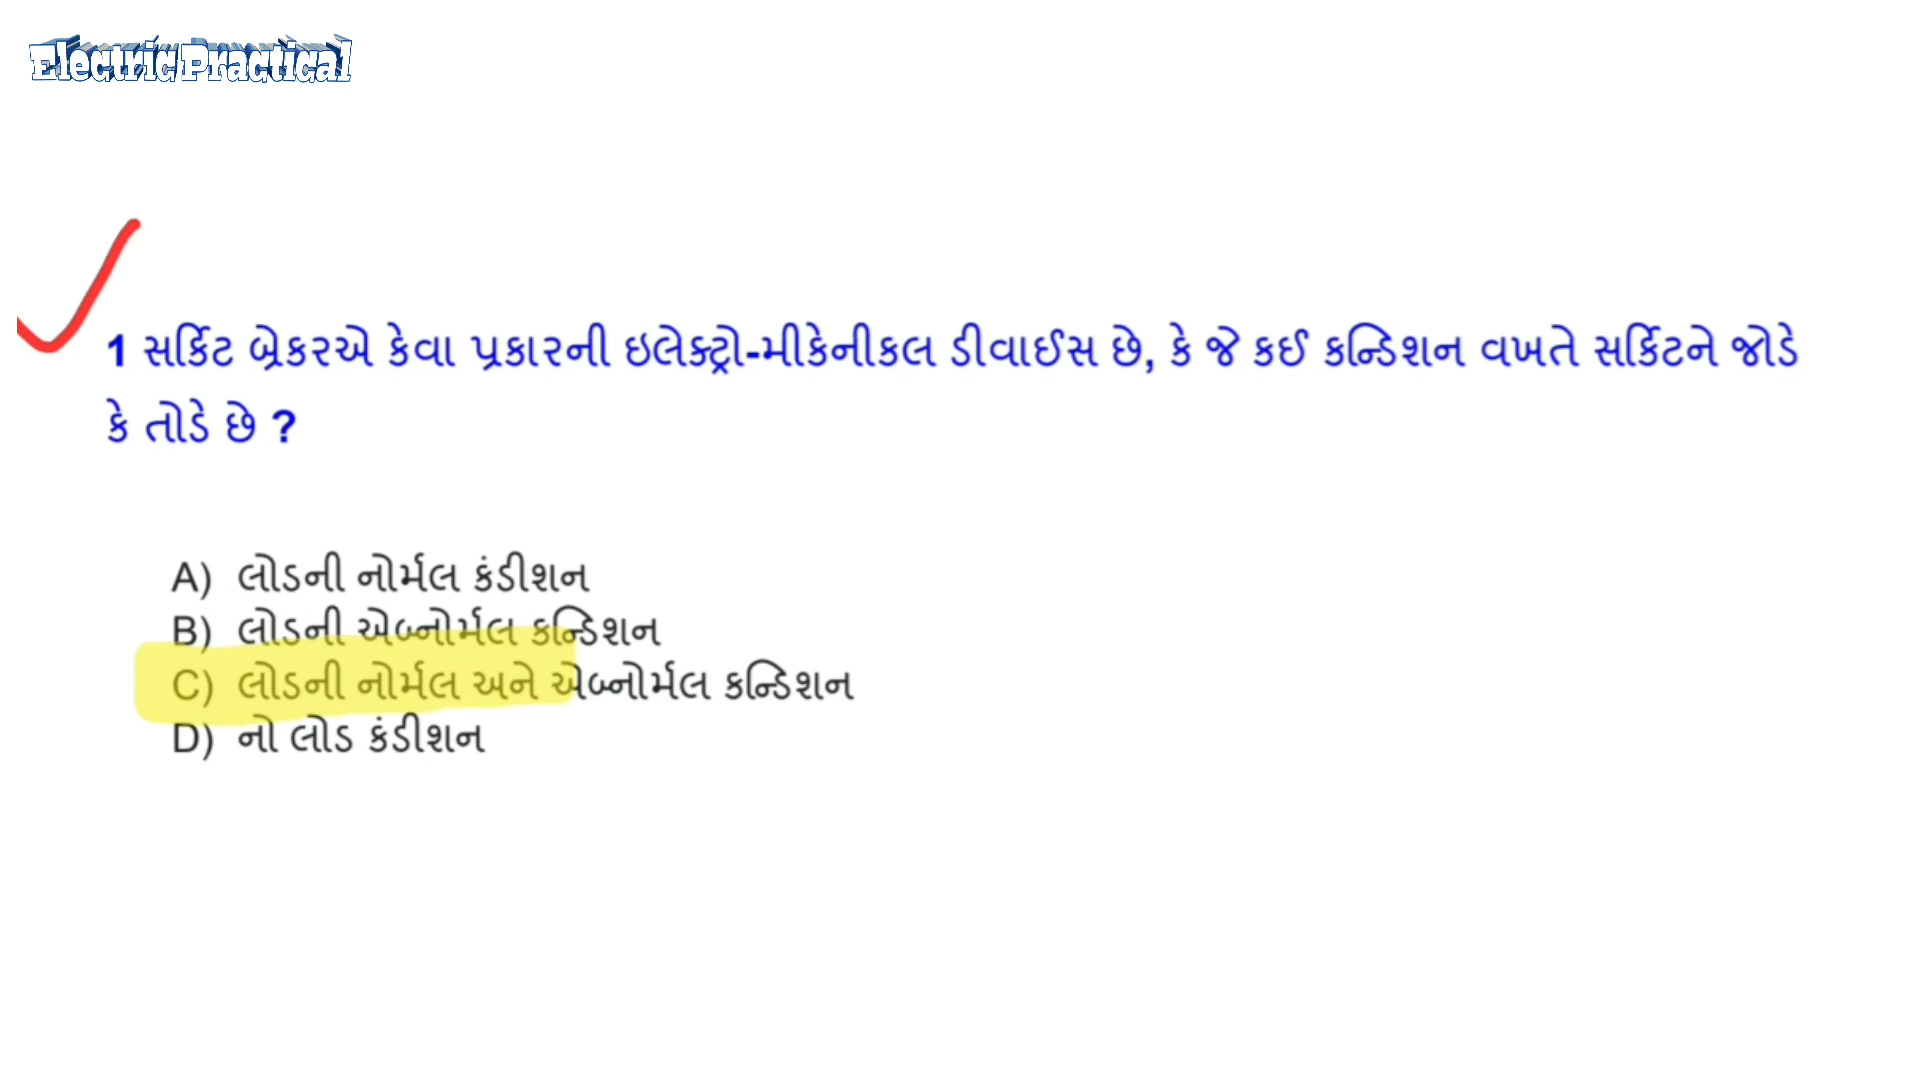 Electric Practical
1 સર્કિટ બ્રેકરએ કેવા પ્રકારની ઇલેક્ટ્રો-મીકેનીકલ ડીવાઈસ છે, કે જે કઈ કન્ડિશન વખતે સર્કિટને જોડે
કે તોડે છે ?
A) લોડની નોર્મલ કંડીશન
B) લોડની એબ્નોર્મલ કન્ડિશન
C) લોડની નોર્મલ અને એબ્નોર્મલ કન્ડિશન
D) નો લોડ કંડીશન